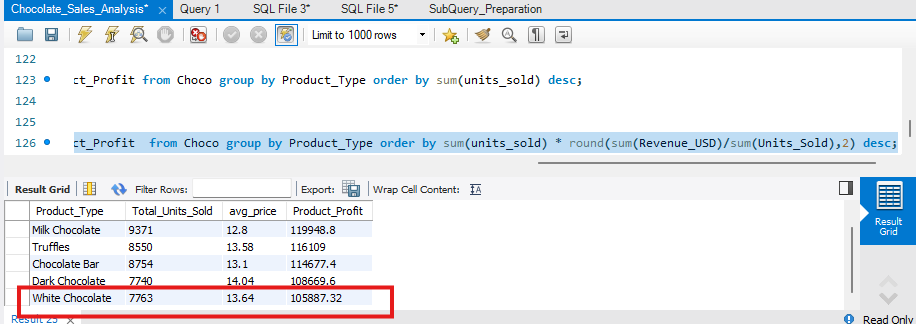 Chocolate_Sales_Analysis* Query 1 SQL File 3* SQL File 5* SubQuery_Preparation
Limit to 1000 rows
122
123 ct_Profit from Choco group by Product_Type order by sum(units_sold) desc;
124
125
126 ct_Profit from Choco group by Product_Type order by sum(units_sold) * round(sum(Revenue_USD)/sum(Units_Sold),2) desc;
Result Grid Filter Rows: Export: Wrap Cell Content:
Product_Type Total_Units_Sold avg_price Product_Profit
Milk Chocolate 9371 12.8 119948.8
Truffles 8550 13.58 116109
Chocolate Bar 8754 13.1 114677.4
Dark Chocolate 7740 14.04 108669.6
White Chocolate 7763 13.64 105887.32
Result
Grid
Result 25 Read Only